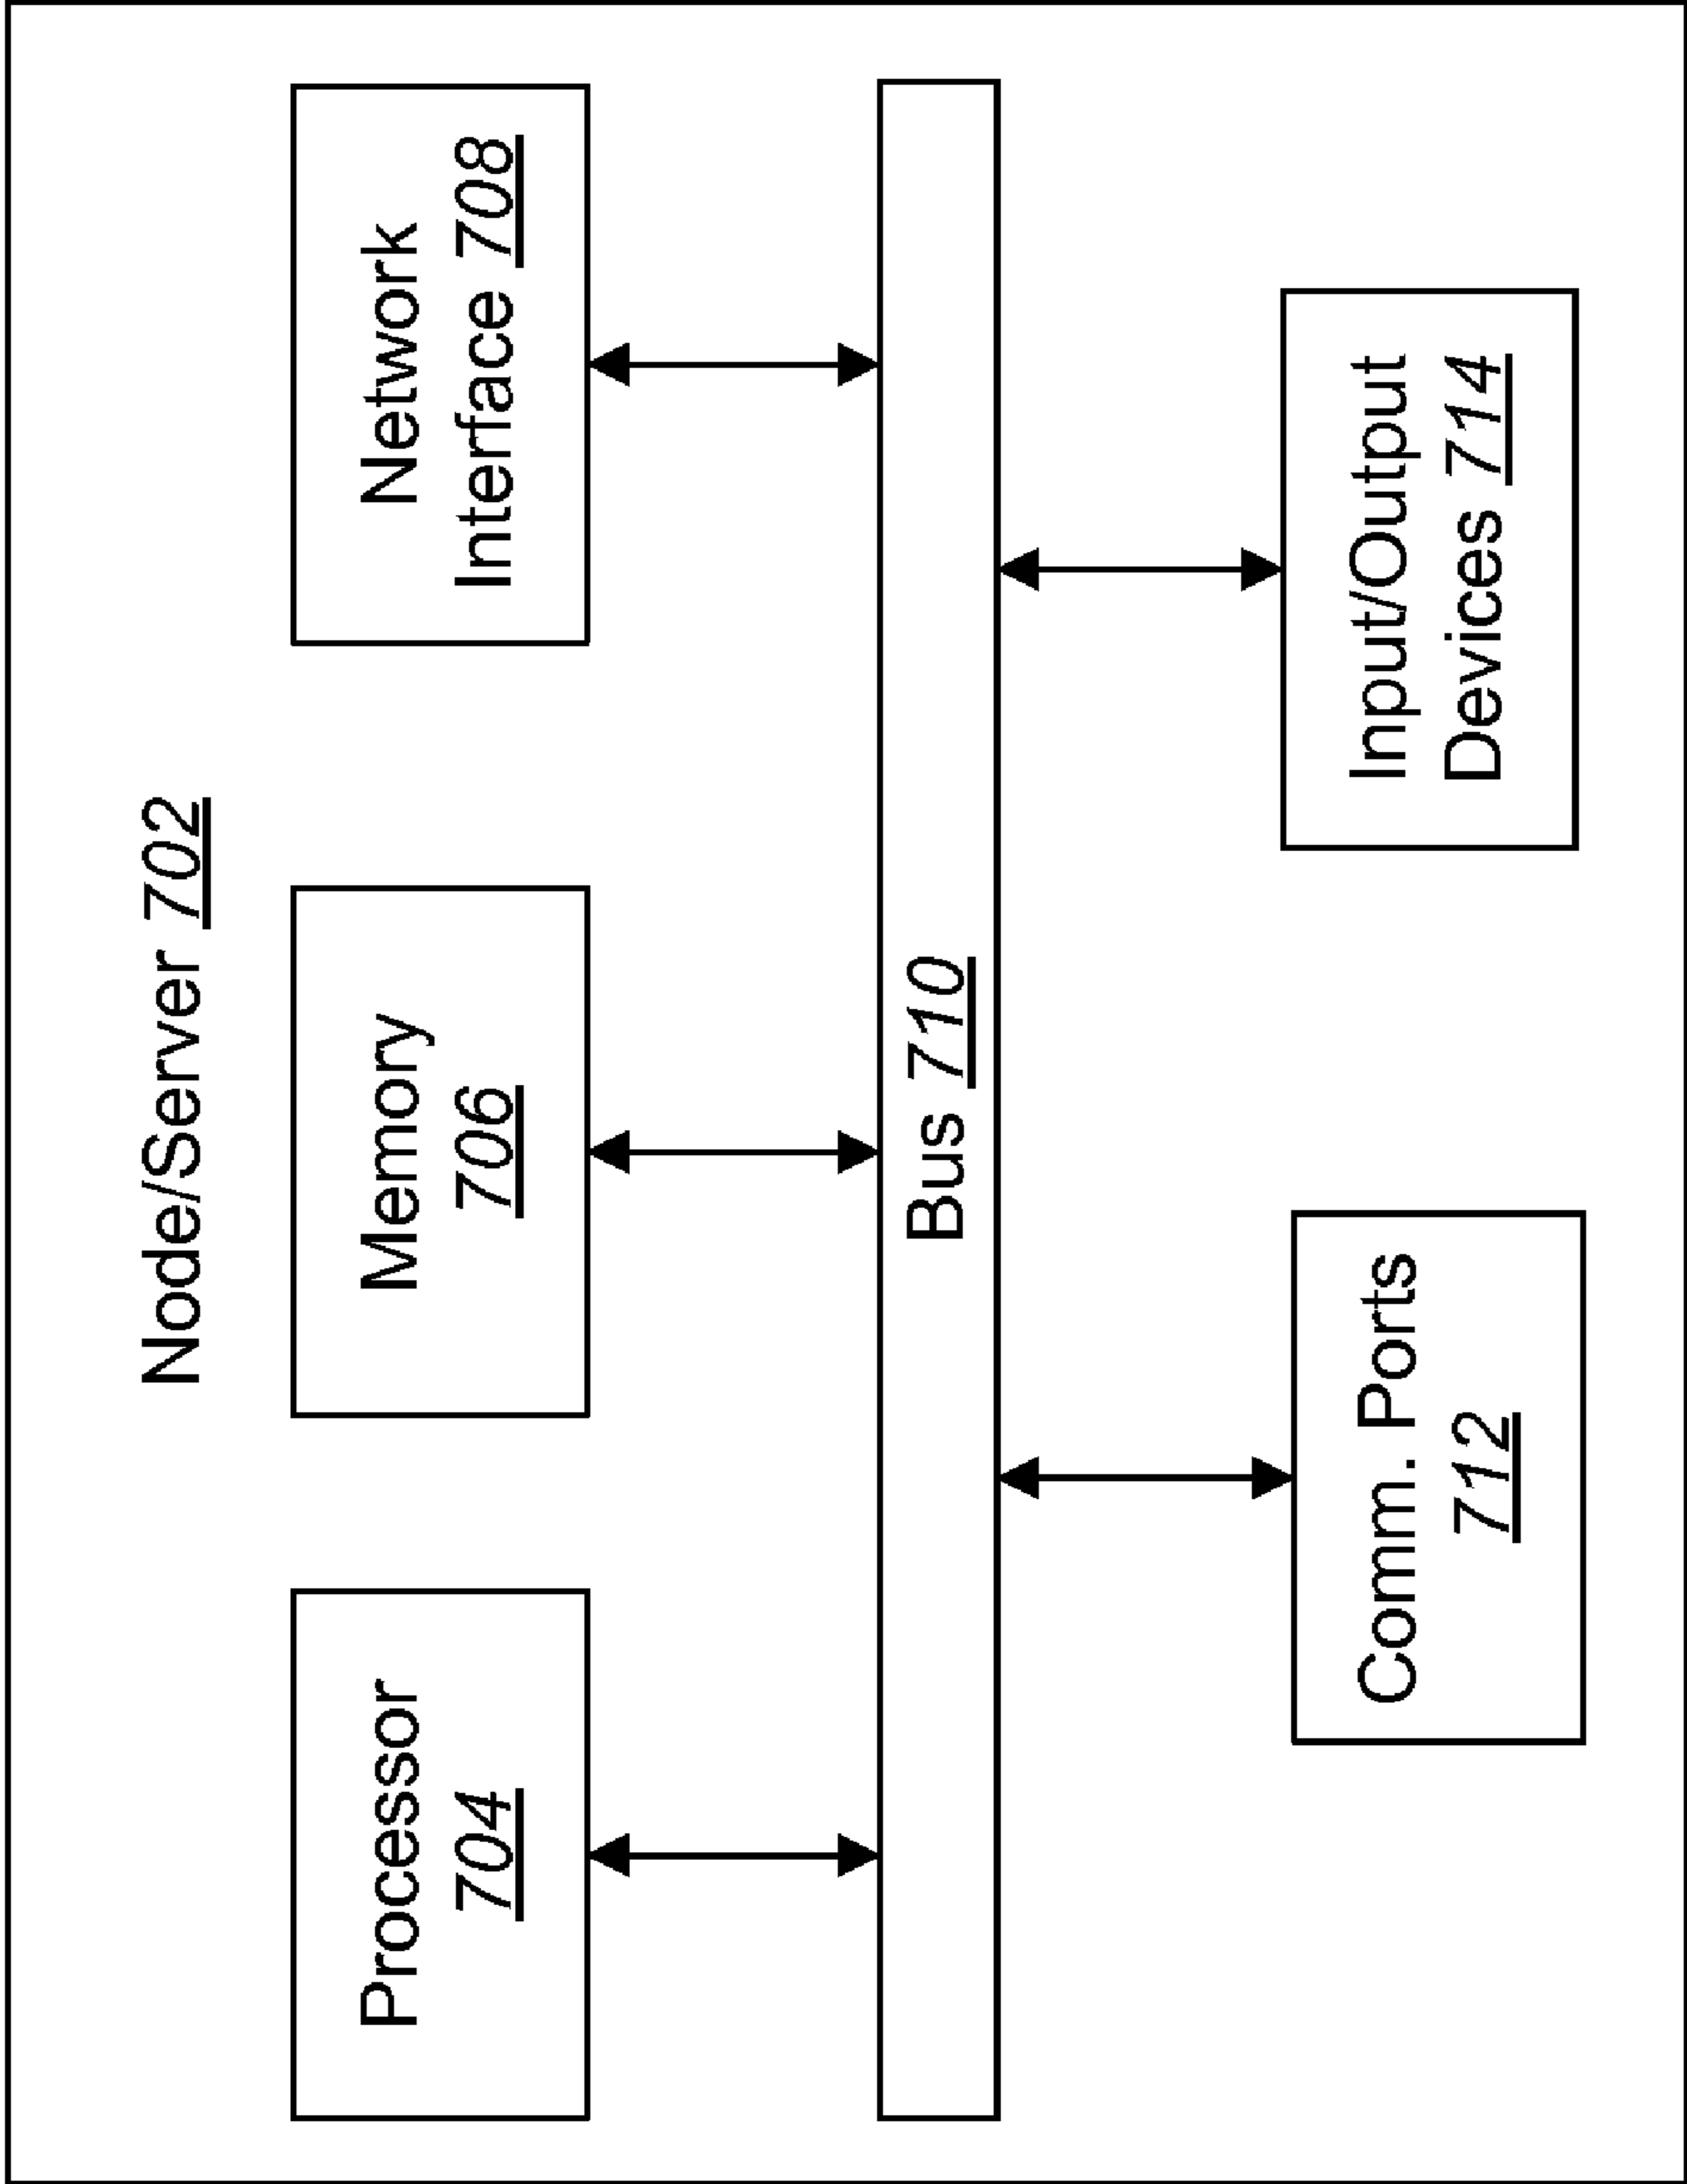 Node/Server 702
Processor
704
Memory
706
Network
Interface 708
Bus 710
Comm. Ports
712
Input/Output
Devices 714